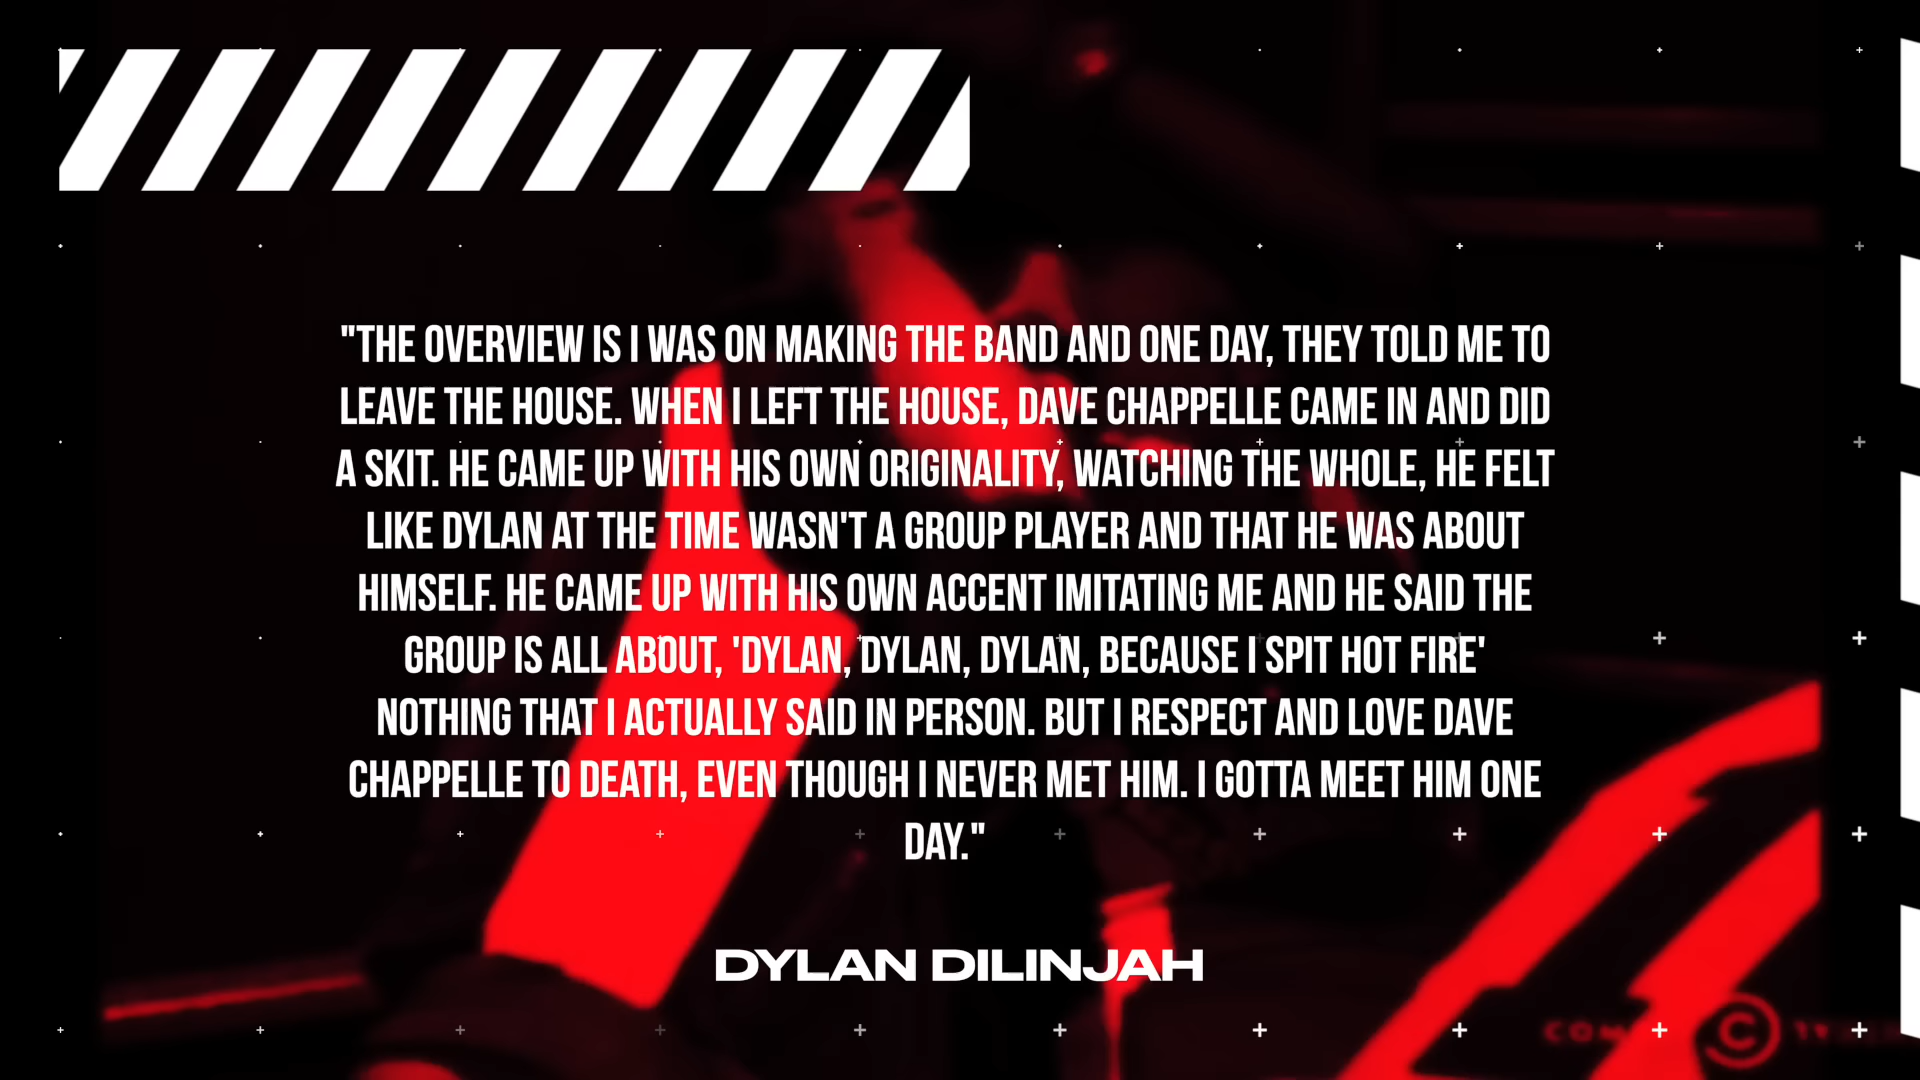 "THE OVERVIEW IS I WAS ON MAKING THE BAND AND ONE DAY, THEY TOLD ME TO
LEAVE THE HOUSE. WHEN I LEFT THE HOUSE, DAVE CHAPPELLE CAME IN AND DID
A SKIT. HE CAME UP WITH HIS OWN ORIGINALITY, WATCHING THE WHOLE, HE FELT
LIKE DYLAN AT THE TIME WASN'T A GROUP PLAYER AND THAT HE WAS ABOUT
HIMSELF. HE CAME UP WITH HIS OWN ACCENT IMITATING ME AND HE SAID THE
GROUP IS ALL ABOUT, 'DYLAN, DYLAN, DYLAN, BECAUSE I SPIT HOT FIRE'
NOTHING THAT I ACTUALLY SAID IN PERSON. BUT I RESPECT AND LOVE DAVE
CHAPPELLE TO DEATH, EVEN THOUGH I NEVER MET HIM. I GOTTA MEET HIM ONE
DAY."
DYLAN DILINJAH